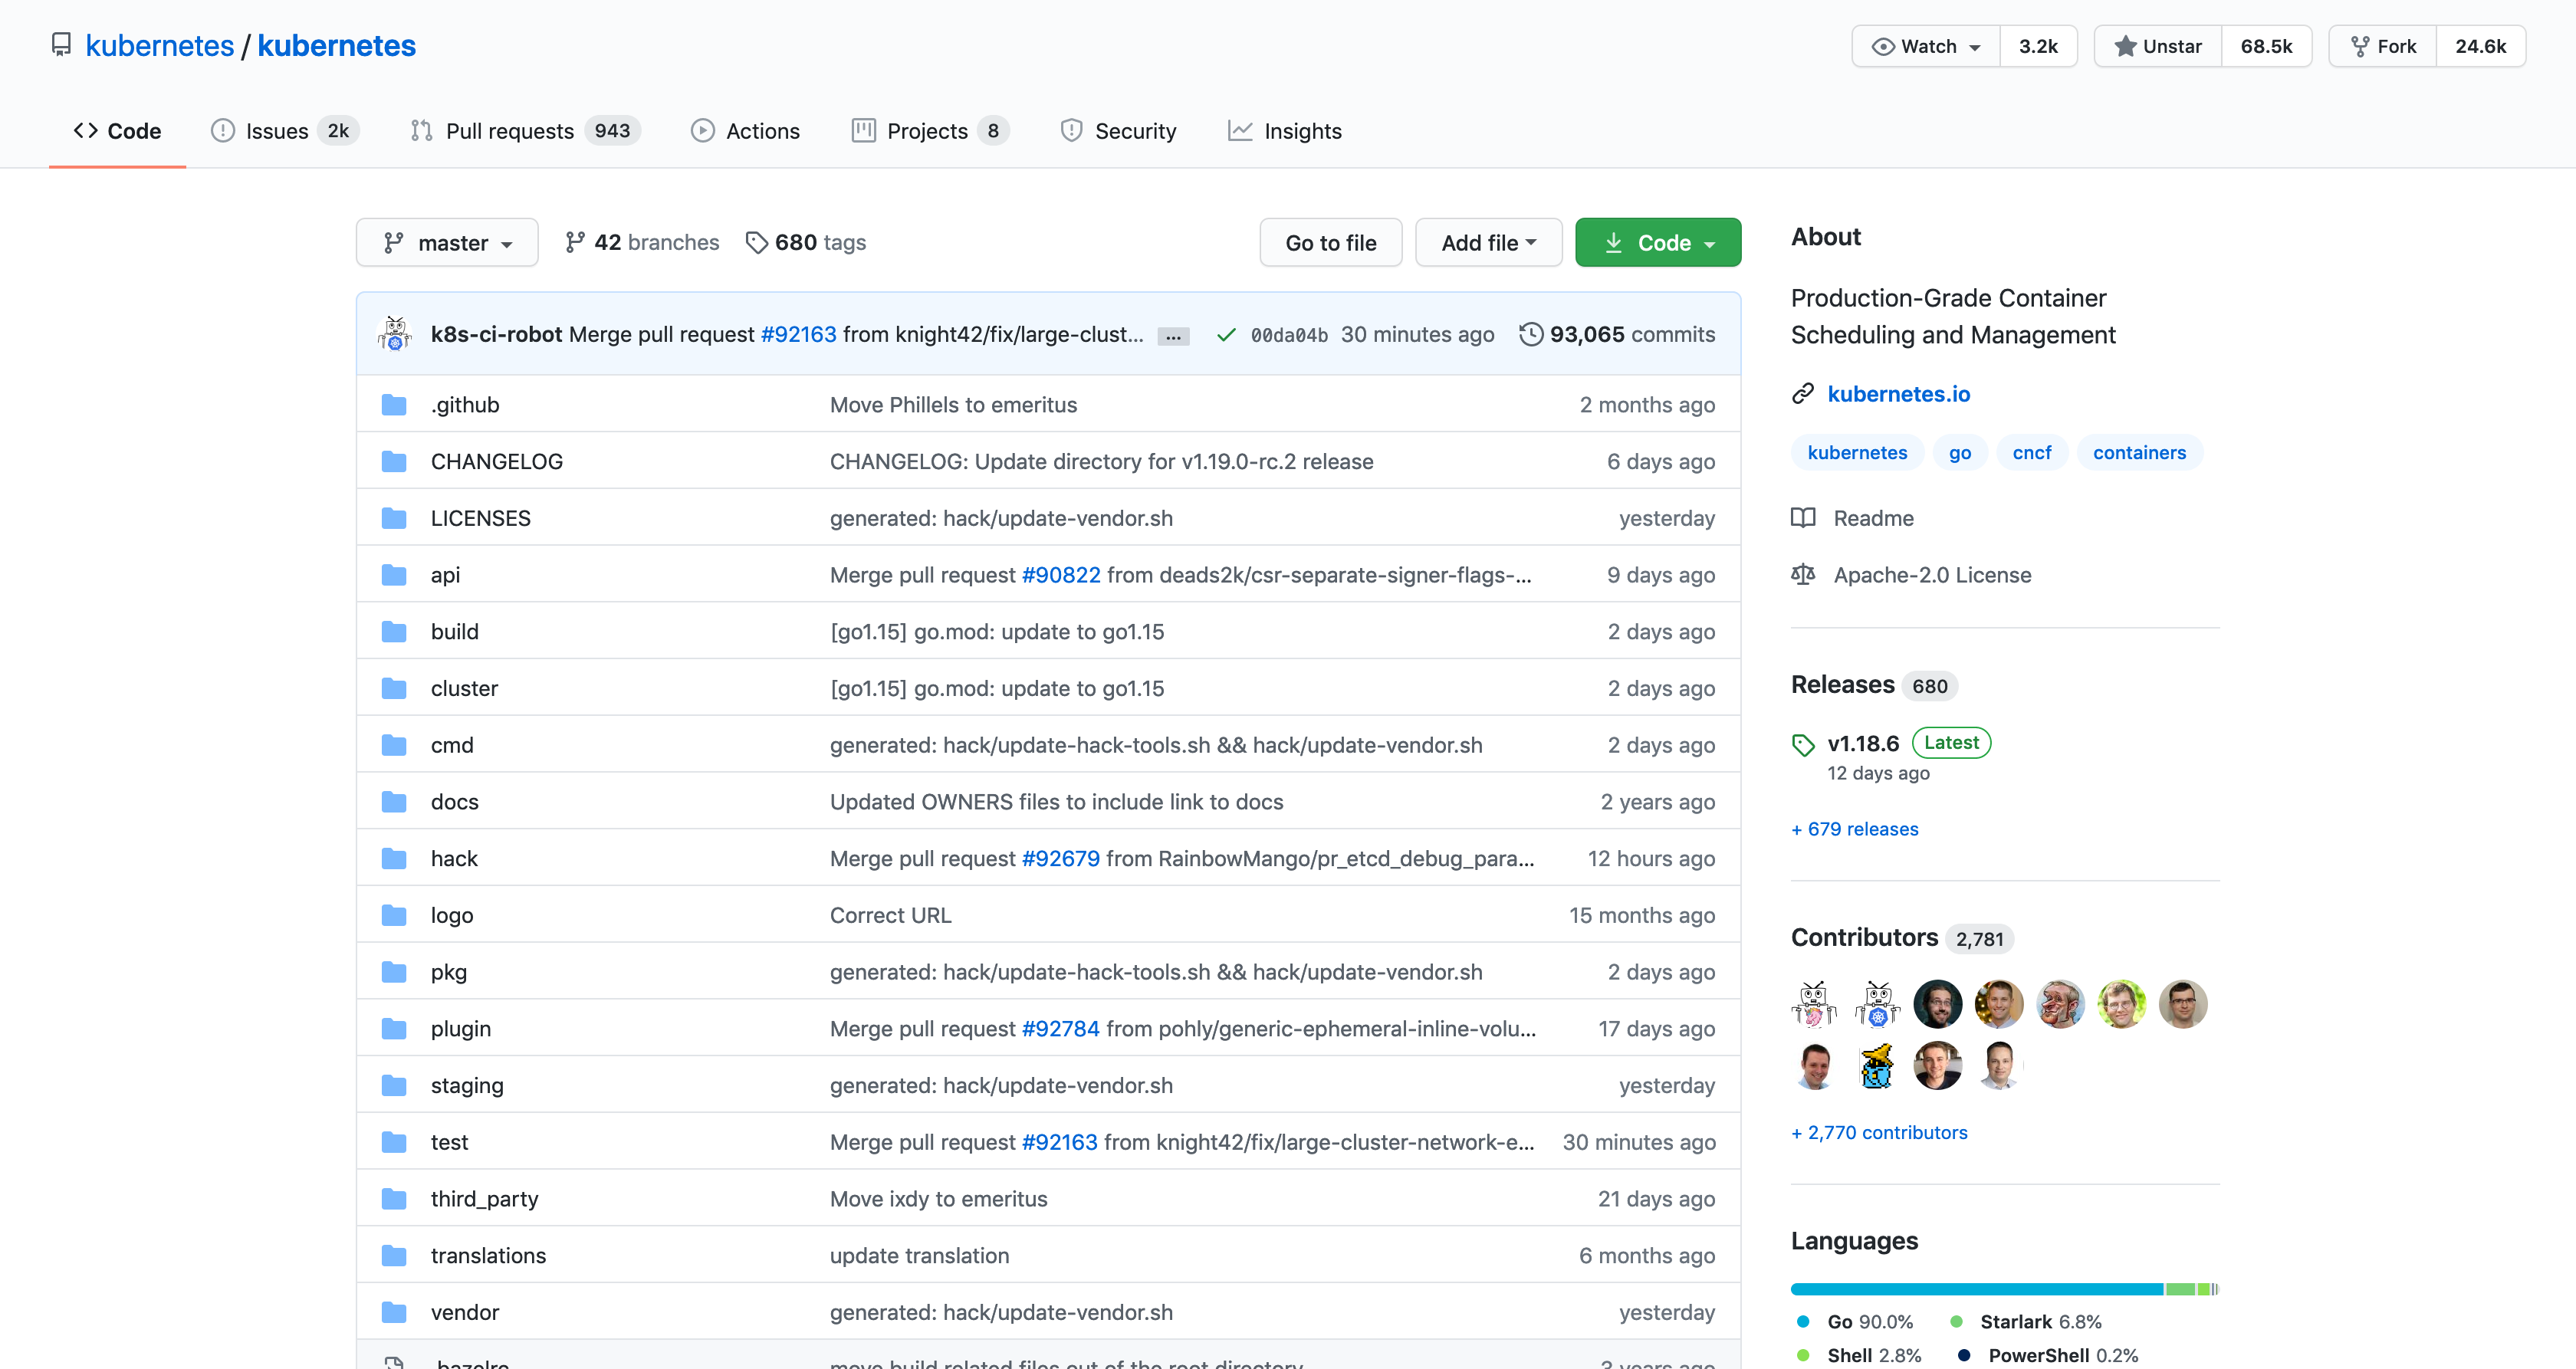 kubernetes / kubernetes
Watch 3.2k Unstar 68.5k Fork 24.6k
Code Issues 2k Pull requests 943 Actions Projects 8 Security Insights
master 42 branches 680 tags Go to file Add file Code
k8s-ci-robot Merge pull request #92163 from knight42/fix/large-clust... ... 00da04b 30 minutes ago 93,065 commits
.github Move Phillels to emeritus 2 months ago
CHANGELOG CHANGELOG: Update directory for v1.19.0-rc.2 release 6 days ago
LICENSES generated: hack/update-vendor.sh yesterday
api Merge pull request #90822 from deads2k/csr-separate-signer-flags-... 9 days ago
build [go1.15] go.mod: update to go1.15 2 days ago
cluster [go1.15] go.mod: update to go1.15 2 days ago
cmd generated: hack/update-hack-tools.sh && hack/update-vendor.sh 2 days ago
docs Updated OWNERS files to include link to docs 2 years ago
hack Merge pull request #92679 from RainbowMango/pr_etcd_debug_para... 12 hours ago
logo Correct URL 15 months ago
pkg generated: hack/update-hack-tools.sh && hack/update-vendor.sh 2 days ago
plugin Merge pull request #92784 from pohly/generic-ephemeral-inline-volu... 17 days ago
staging generated: hack/update-vendor.sh yesterday
test Merge pull request #92163 from knight42/fix/large-cluster-network-e... 30 minutes ago
third_party Move ixdy to emeritus 21 days ago
translations update translation 6 months ago
vendor generated: hack/update-vendor.sh yesterday
.bazelrc move build related files out of the root directory 3 years ago
About
Production-Grade Container
Scheduling and Management
kubernetes.io
kubernetes go cncf containers
Readme
Apache-2.0 License
Releases 680
v1.18.6 Latest
12 days ago
+ 679 releases
Contributors 2,781
+ 2,770 contributors
Languages
Go 90.0% Starlark 6.8%
Shell 2.8% PowerShell 0.2%